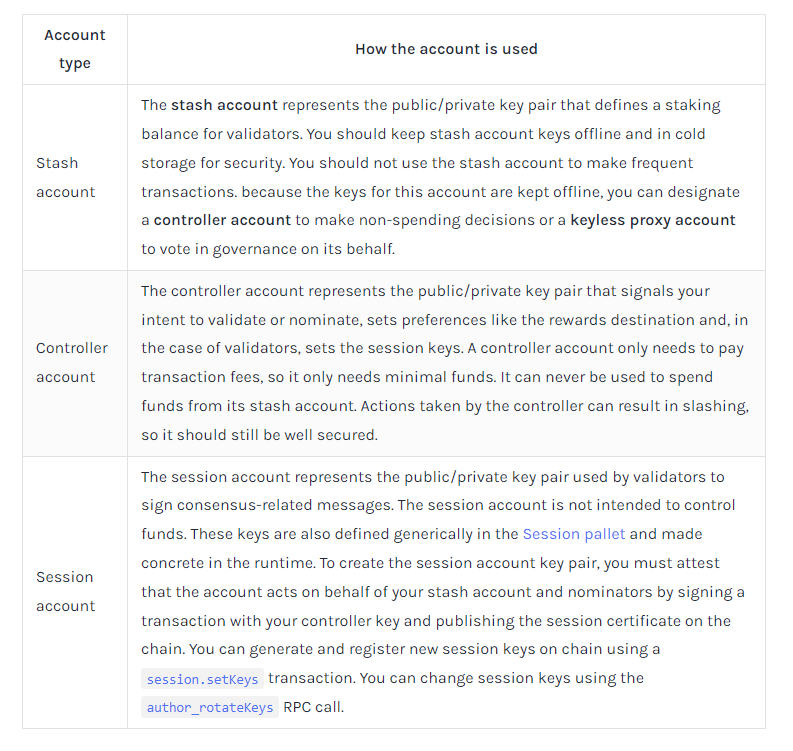 Account
type
How the account is used
Stash
account
The stash account represents the public/private key pair that defines a staking
balance for validators. You should keep stash account keys offline and in cold
storage for security. You should not use the stash account to make frequent
transactions. because the keys for this account are kept offline, you can designate
a controller account to make non-spending decisions or a keyless proxy account
to vote in governance on its behalf.
Controller
account
The controller account represents the public/private key pair that signals your
intent to validate or nominate, sets preferences like the rewards destination and, in
the case of validators, sets the session keys. A controller account only needs to pay
transaction fees, so it only needs minimal funds. It can never be used to spend
funds from its stash account. Actions taken by the controller can result in slashing,
so it should still be well secured.
Session
account
The session account represents the public/private key pair used by validators to
sign consensus-related messages. The session account is not intended to control
funds. These keys are also defined generically in the Session pallet and made
concrete in the runtime. To create the session account key pair, you must attest
that the account acts on behalf of your stash account and nominators by signing a
transaction with your controller key and publishing the session certificate on the
chain. You can generate and register new session keys on chain using a
session.setKeys transaction. You can change session keys using the
author_rotateKeys RPC call.